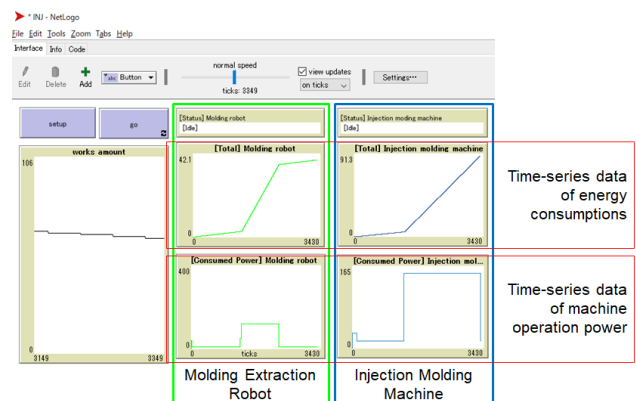 * INJ - NetLogo
File Edit Tools Zoom Tabs Help
Interface Info Code
Edit
Delete
Add
abc Button
normal speed
ticks: 3349
view updates
on ticks
Settings...
setup
go
[Status] Molding robot
[Idle]
[Status] Injection moding machine
[Idle]
works amount
106
0
3149
3349
[Total] Molding robot
42.1
0
0
3430
[Total] Injection molding machine
91.3
0
0
3430
Time-series data
of energy
consumptions
[Consumed Power] Molding robot
400
0
0
ticks
3430
[Consumed Power] Injection mol...
165
0
0
3430
Time-series data
of machine
operation power
Molding Extraction
Robot
Injection Molding
Machine